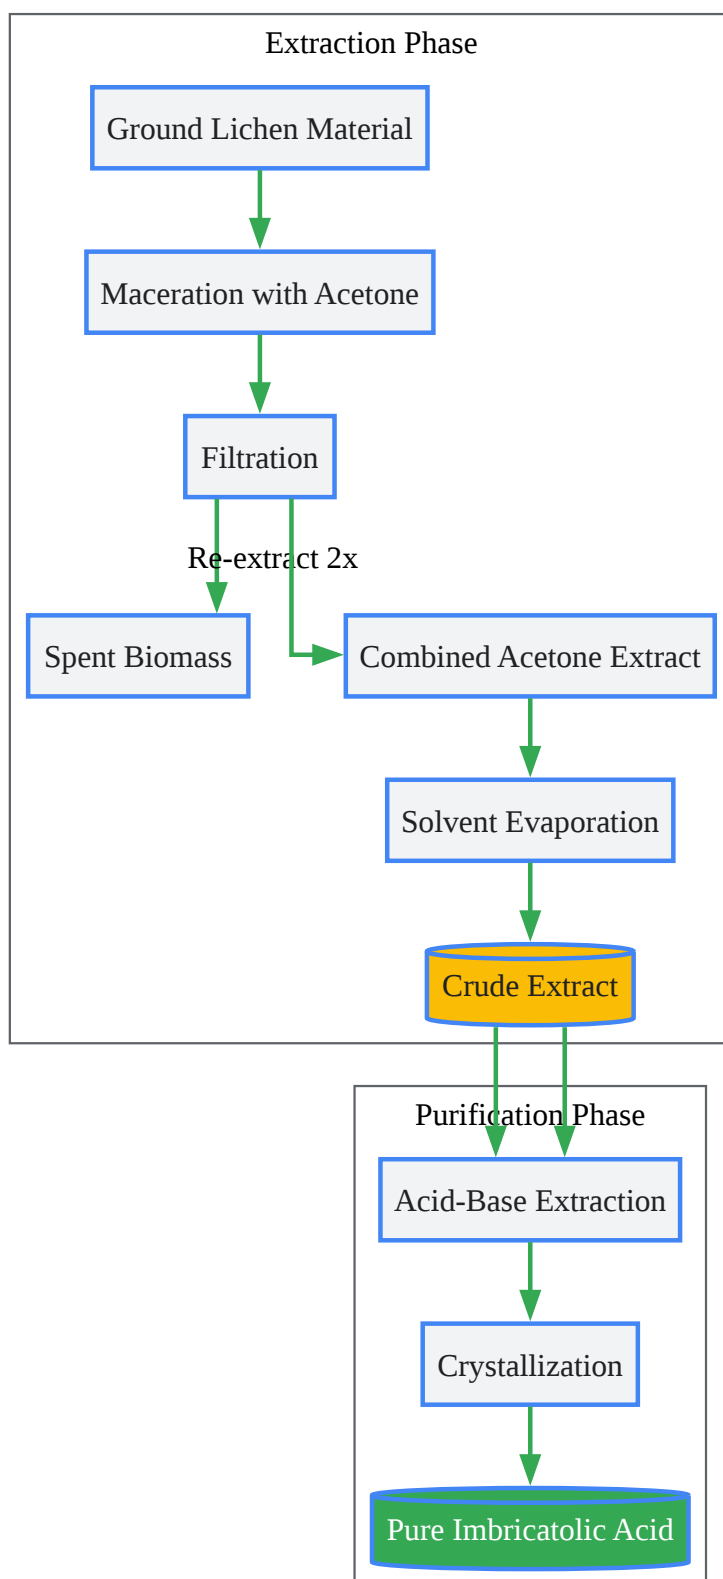 Extraction Phase
Ground Lichen Material
Maceration with Acetone
Filtration
Re-extract 2x
Spent Biomass
Combined Acetone Extract
Solvent Evaporation
Crude Extract
Purification Phase
Acid-Base Extraction
Crystallization
Pure Imbricatolic Acid